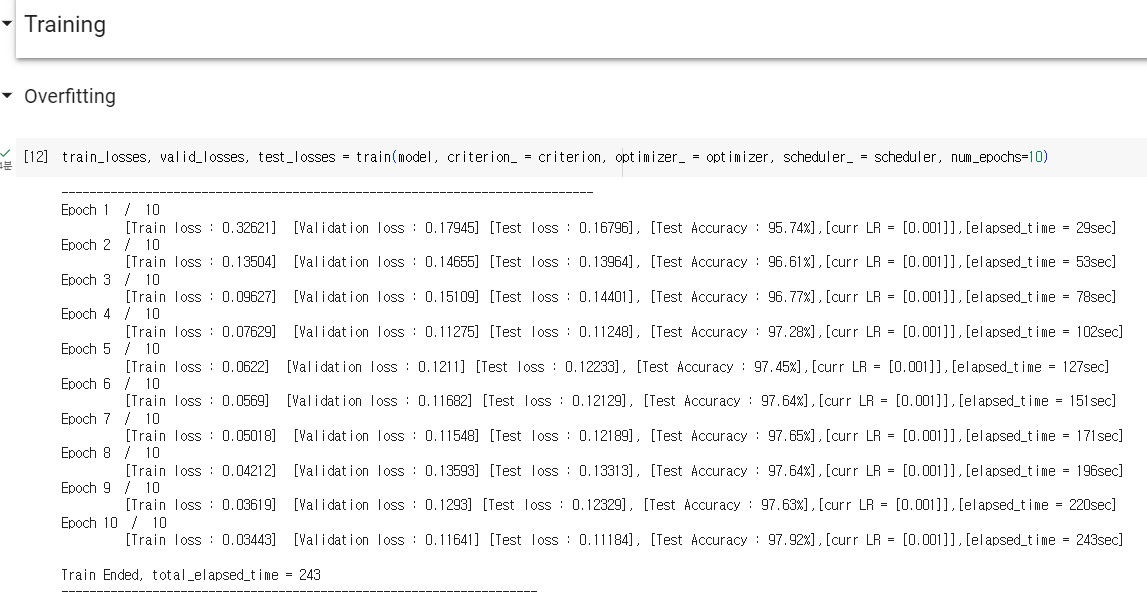 Training
Overfitting
[12] train_losses, valid_losses, test_losses = train(model, criterion_ = criterion, optimizer_ = optimizer, scheduler_ = scheduler, num_epochs=10)
4분
----------------------------------------------------------------------------
Epoch 1 / 10
[Train loss : 0.32621] [Validation loss : 0.17945] [Test loss : 0.16796], [Test Accuracy : 95.74%],[curr LR = [0.001]],[elapsed_time = 29sec]
Epoch 2 / 10
[Train loss : 0.13504] [Validation loss : 0.14655] [Test loss : 0.13964], [Test Accuracy : 96.61%],[curr LR = [0.001]],[elapsed_time = 53sec]
Epoch 3 / 10
[Train loss : 0.09627] [Validation loss : 0.15109] [Test loss : 0.14401], [Test Accuracy : 96.77%],[curr LR = [0.001]],[elapsed_time = 78sec]
Epoch 4 / 10
[Train loss : 0.07629] [Validation loss : 0.11275] [Test loss : 0.11248], [Test Accuracy : 97.28%],[curr LR = [0.001]],[elapsed_time = 102sec]
Epoch 5 / 10
[Train loss : 0.0622] [Validation loss : 0.1211] [Test loss : 0.12233], [Test Accuracy : 97.45%],[curr LR = [0.001]],[elapsed_time = 127sec]
Epoch 6 / 10
[Train loss : 0.0569] [Validation loss : 0.11682] [Test loss : 0.12129], [Test Accuracy : 97.64%],[curr LR = [0.001]],[elapsed_time = 151sec]
Epoch 7 / 10
[Train loss : 0.05018] [Validation loss : 0.11548] [Test loss : 0.12189], [Test Accuracy : 97.65%],[curr LR = [0.001]],[elapsed_time = 171sec]
Epoch 8 / 10
[Train loss : 0.04212] [Validation loss : 0.13593] [Test loss : 0.13313], [Test Accuracy : 97.64%],[curr LR = [0.001]],[elapsed_time = 196sec]
Epoch 9 / 10
[Train loss : 0.03619] [Validation loss : 0.1293] [Test loss : 0.12329], [Test Accuracy : 97.63%],[curr LR = [0.001]],[elapsed_time = 220sec]
Epoch 10 / 10
[Train loss : 0.03443] [Validation loss : 0.11641] [Test loss : 0.11184], [Test Accuracy : 97.92%],[curr LR = [0.001]],[elapsed_time = 243sec]
Train Ended, total_elapsed_time = 243
--------------------------------------------------------------------